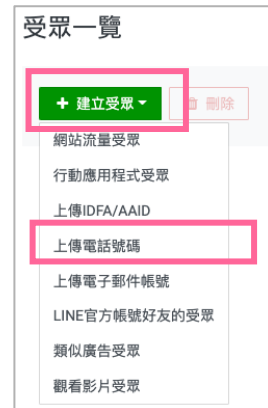 受眾一覽
+ 建立受眾
刪除
網站流量受眾
行動應用程式受眾
上傳IDFA/AAID
上傳電話號碼
上傳電子郵件帳號
LINE官方帳號好友的受眾
類似廣告受眾
觀看影片受眾